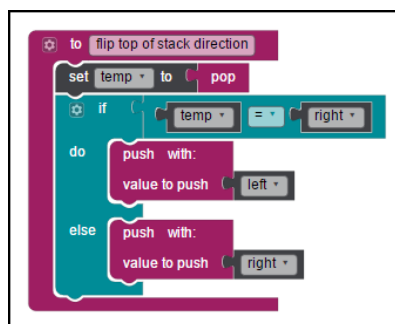 to flip top of stack direction
set temp to pop
if temp = right
do push with:
value to push left
else push with:
value to push right